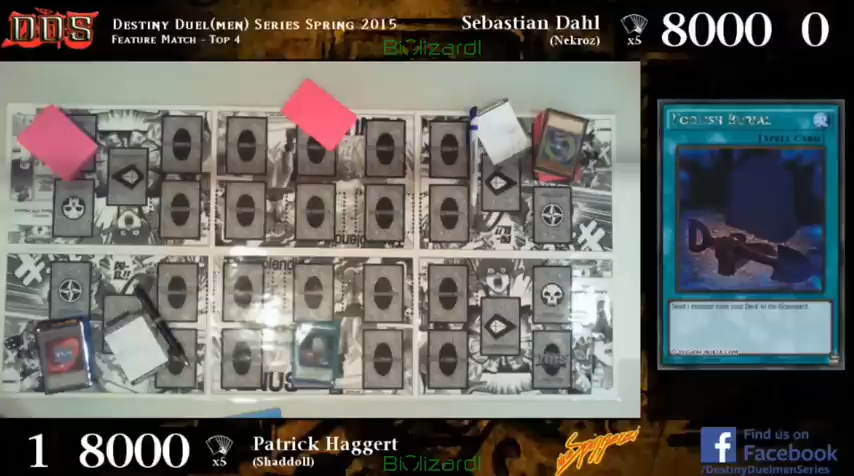 DDS
DESTINY DUEL(MEN) SERIES SPRING 2015
FEATURE MATCH - TOP 4
Sebastian Dahl
(Nekroz)
x5
8000 0
BiOlizardl
FOOLISH BURIAL
[SPELL CARD]
Send 1 monster from your Deck to the Graveyard.
1 8000
x5
Patrick Haggert
(Shaddoll)
BiOlizardl
f
Find us on
Facebook
/DestinyDuelmenSeries